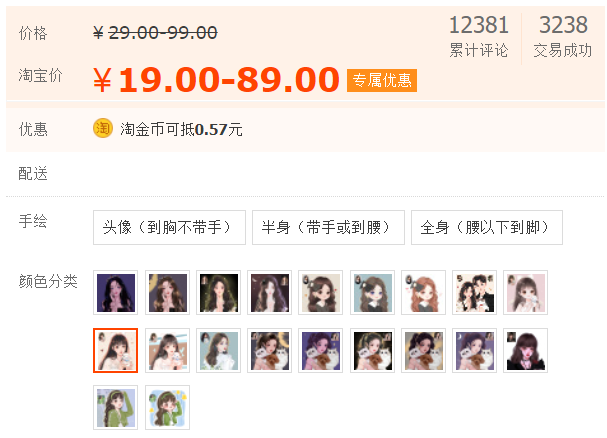 价格 ¥ 29.00-99.00 12381 3238
累计评论 交易成功
淘宝价 ¥19.00-89.00 专属优惠
优惠 淘 淘金币可抵0.57元
配送
手绘 头像（到胸不带手） 半身（带手或到腰） 全身（腰以下到脚）
颜色分类